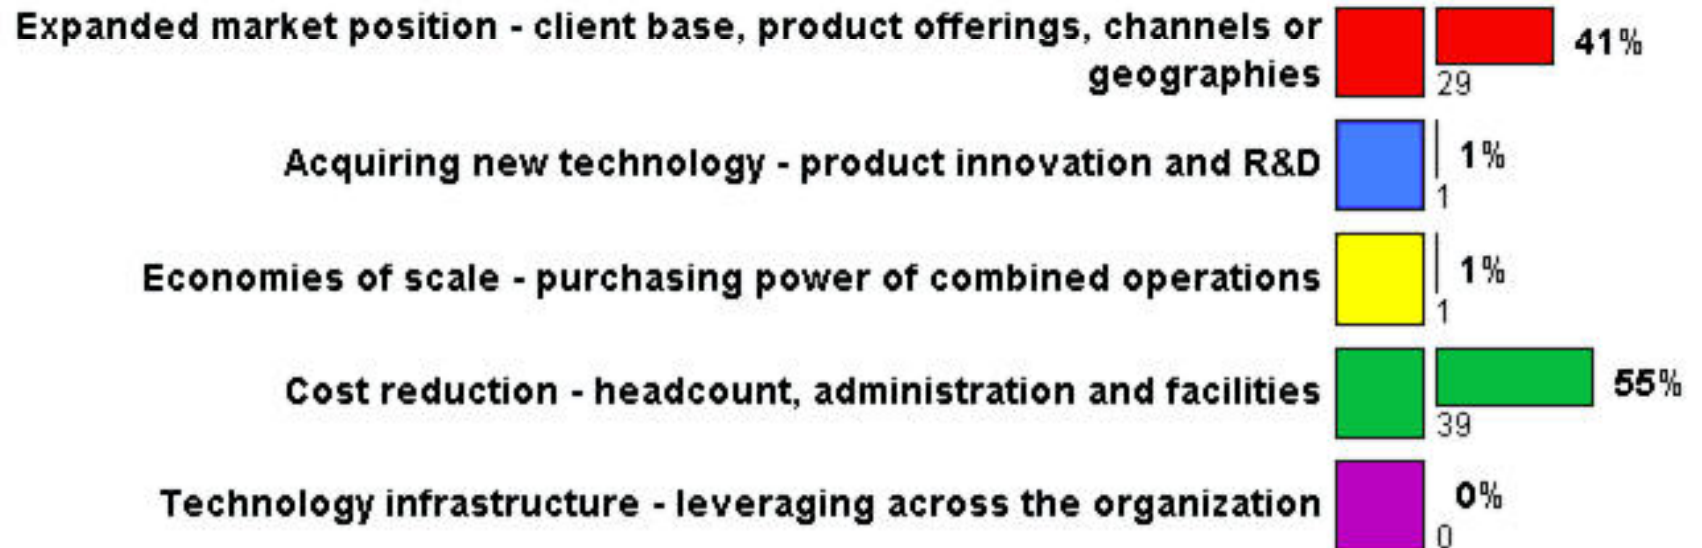 Expanded market position - client base, product offerings, channels or
geographies
41%
29
Acquiring new technology - product innovation and R&D
1%
1
Economies of scale - purchasing power of combined operations
1%
1
Cost reduction - headcount, administration and facilities
55%
39
Technology infrastructure - leveraging across the organization
0%
0